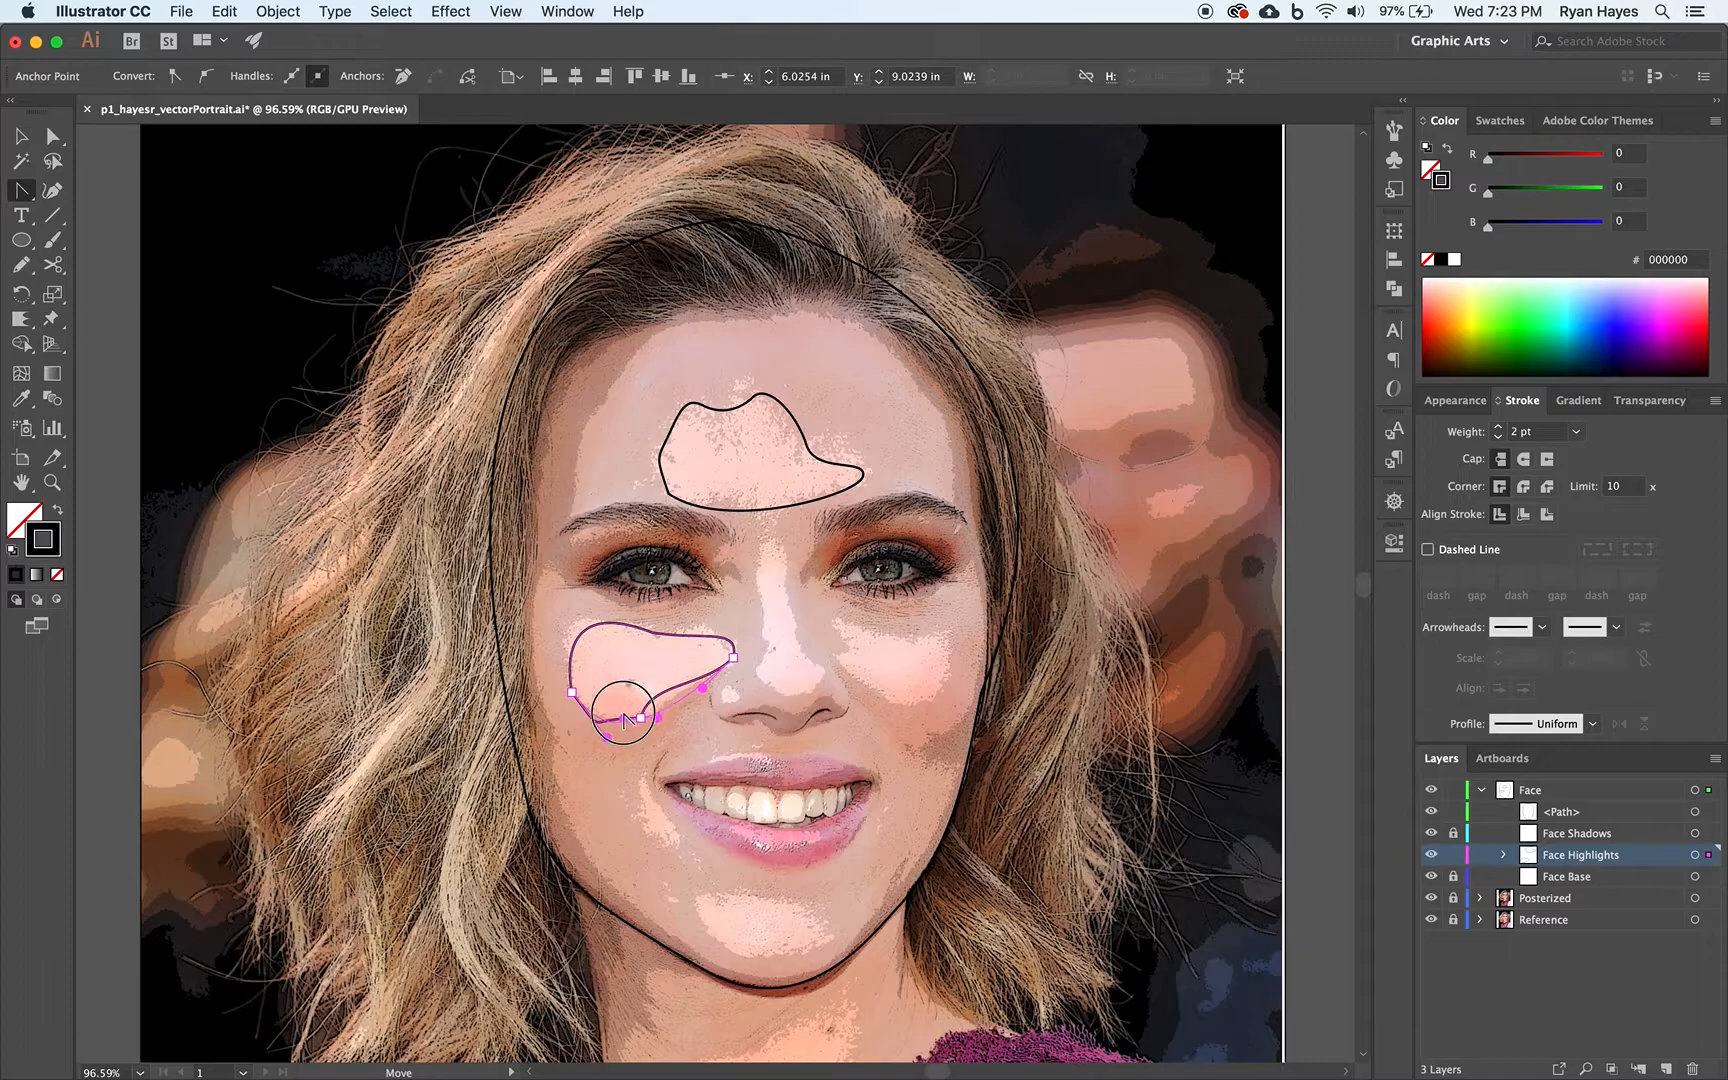 Illustrator CC File Edit Object Type Select Effect View Window Help 97% Wed 7:23 PM Ryan Hayes
Ai Br St Graphic Arts Search Adobe Stock
Anchor Point Convert: Handles: Anchors: X: 6.0254 in Y: 9.0239 in W: H:
× p1_hayesr_vectorPortrait.ai* @ 96.59% (RGB/GPU Preview)
Color Swatches Adobe Color Themes
R 0
G 0
B 0
# 000000
Appearance Stroke Gradient Transparency
Weight: 2 pt
Cap:
Corner: Limit: 10 x
Align Stroke:
Dashed Line
dash gap dash gap dash gap
Arrowheads:
Scale:
Align:
Profile: Uniform
Layers Artboards
Face
<Path>
Face Shadows
Face Highlights
Face Base
Posterized
Reference
3 Layers
96.59% 1 Move